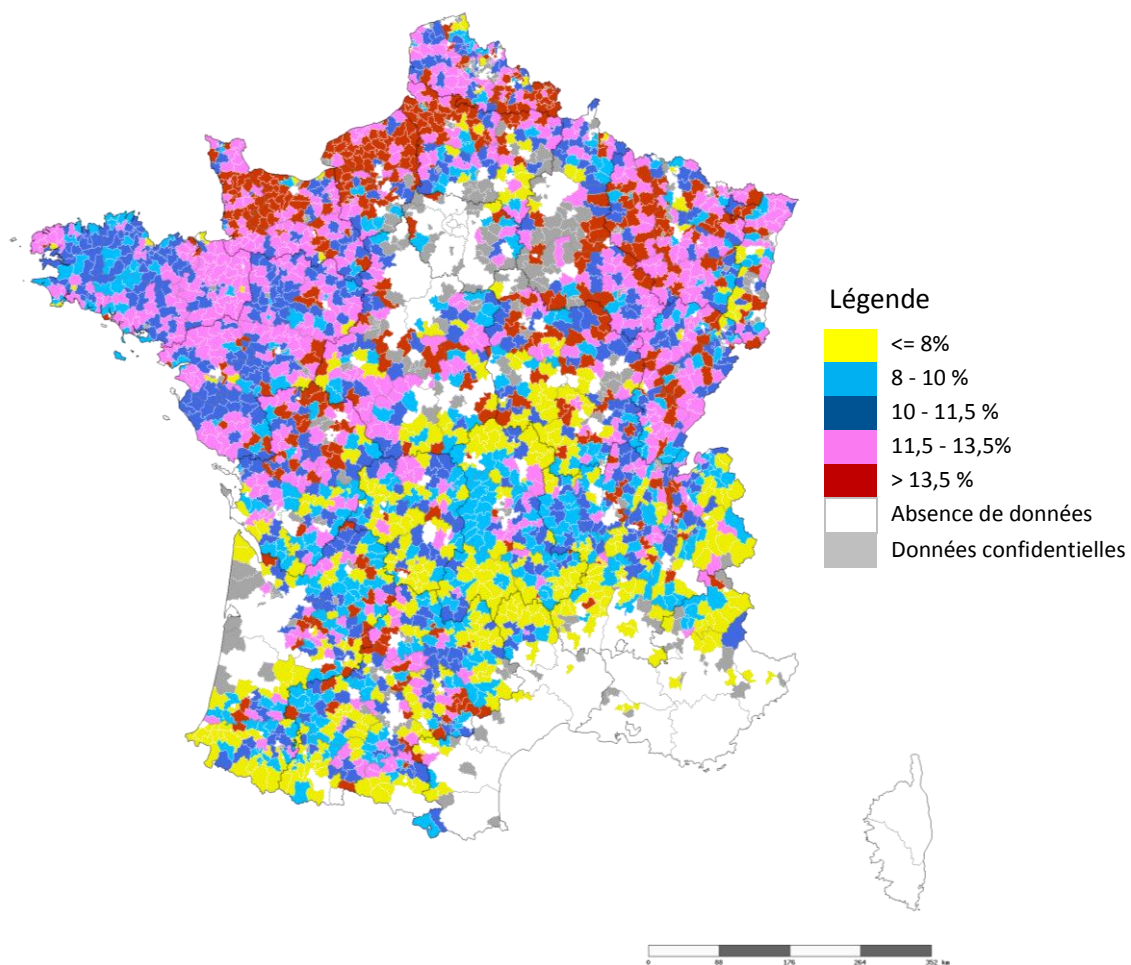 Légende
<= 8%
8 - 10 %
10 - 11,5 %
11,5 - 13,5%
> 13,5 %
Absence de données
Données confidentielles
0 88 176 264 352 km